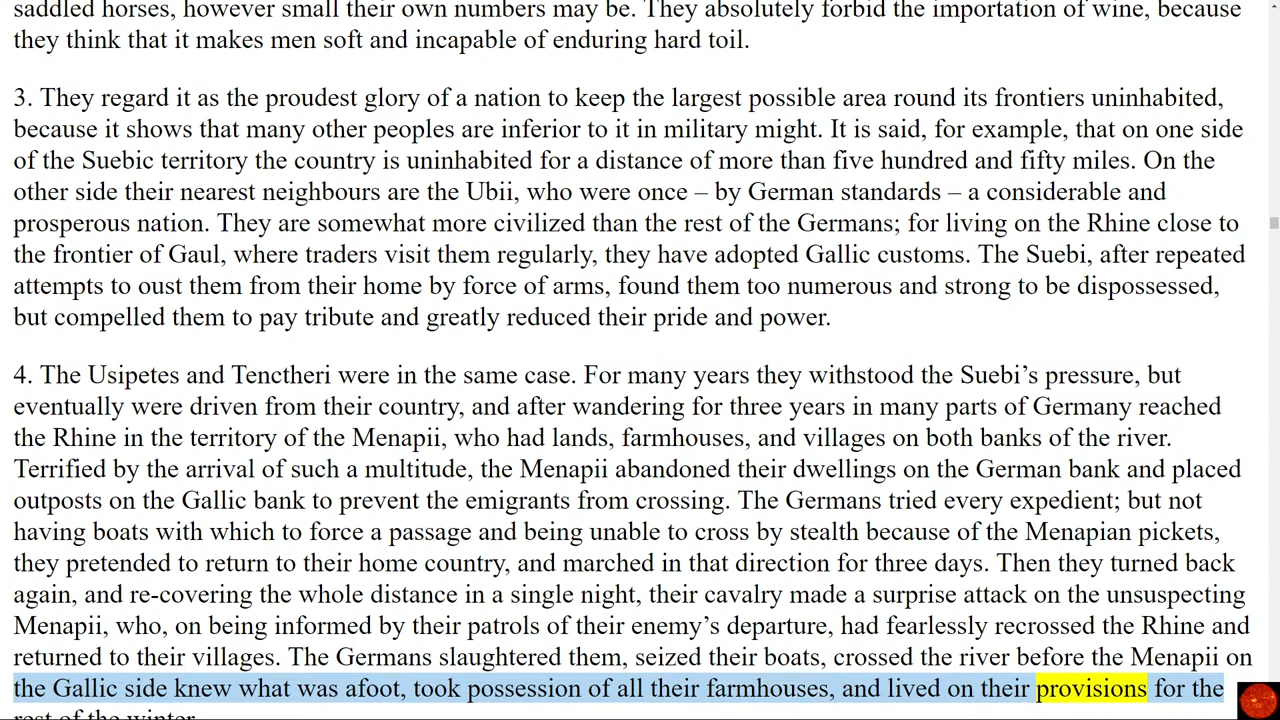 saddled horses, however small their own numbers may be. They absolutely forbid the importation of wine, because
they think that it makes men soft and incapable of enduring hard toil.
3. They regard it as the proudest glory of a nation to keep the largest possible area round its frontiers uninhabited,
because it shows that many other peoples are inferior to it in military might. It is said, for example, that on one side
of the Suebic territory the country is uninhabited for a distance of more than five hundred and fifty miles. On the
other side their nearest neighbours are the Ubii, who were once – by German standards – a considerable and
prosperous nation. They are somewhat more civilized than the rest of the Germans; for living on the Rhine close to
the frontier of Gaul, where traders visit them regularly, they have adopted Gallic customs. The Suebi, after repeated
attempts to oust them from their home by force of arms, found them too numerous and strong to be dispossessed,
but compelled them to pay tribute and greatly reduced their pride and power.
4. The Usipetes and Tenctheri were in the same case. For many years they withstood the Suebi’s pressure, but
eventually were driven from their country, and after wandering for three years in many parts of Germany reached
the Rhine in the territory of the Menapii, who had lands, farmhouses, and villages on both banks of the river.
Terrified by the arrival of such a multitude, the Menapii abandoned their dwellings on the German bank and placed
outposts on the Gallic bank to prevent the emigrants from crossing. The Germans tried every expedient; but not
having boats with which to force a passage and being unable to cross by stealth because of the Menapian pickets,
they pretended to return to their home country, and marched in that direction for three days. Then they turned back
again, and re-covering the whole distance in a single night, their cavalry made a surprise attack on the unsuspecting
Menapii, who, on being informed by their patrols of their enemy’s departure, had fearlessly recrossed the Rhine and
returned to their villages. The Germans slaughtered them, seized their boats, crossed the river before the Menapii on
the Gallic side knew what was afoot, took possession of all their farmhouses, and lived on their provisions for the
rest of the winter.